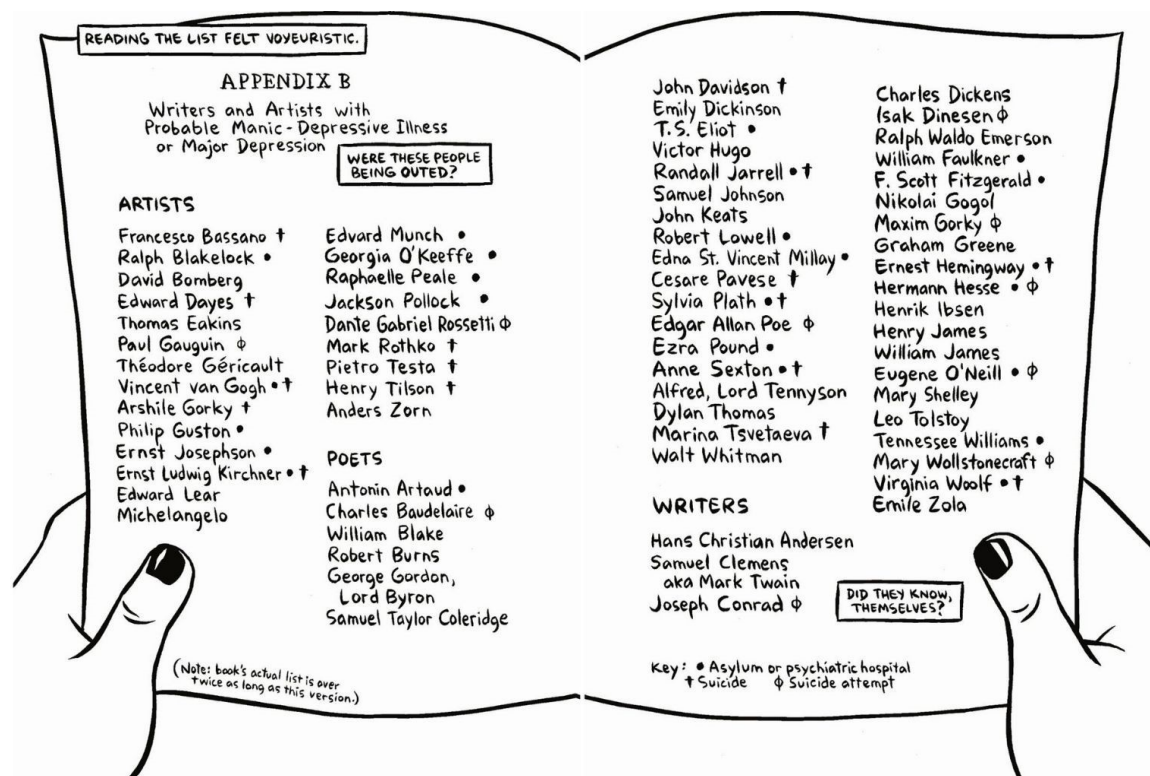 READING THE LIST FELT VOYEURISTIC.
APPENDIX B
Writers and Artists with
Probable Manic-Depressive Illness
or Major Depression
WERE THESE PEOPLE
BEING OUTED?
ARTISTS
Francesco Bassano †
Ralph Blakelock •
David Bomberg
Edward Dayes †
Thomas Eakins
Paul Gauguin ϕ
Théodore Géricault
Vincent van Gogh • †
Arshile Gorky †
Philip Guston •
Ernst Josephson •
Ernst Ludwig Kirchner • †
Edward Lear
Michelangelo
Edvard Munch •
Georgia O'Keeffe •
Raphaelle Peale •
Jackson Pollock •
Dante Gabriel Rossetti ϕ
Mark Rothko †
Pietro Testa †
Henry Tilson †
Anders Zorn
POETS
Antonin Artaud •
Charles Baudelaire ϕ
William Blake
Robert Burns
George Gordon,
Lord Byron
Samuel Taylor Coleridge
(Note: book's actual list is over
twice as long as this version.)
John Davidson †
Emily Dickinson
T.S. Eliot •
Victor Hugo
Randall Jarrell • †
Samuel Johnson
John Keats
Robert Lowell •
Edna St. Vincent Millay •
Cesare Pavese †
Sylvia Plath • †
Edgar Allan Poe ϕ
Ezra Pound •
Anne Sexton • †
Alfred, Lord Tennyson
Dylan Thomas
Marina Tsvetaeva †
Walt Whitman
WRITERS
Hans Christian Andersen
Samuel Clemens
aka Mark Twain
Joseph Conrad ϕ
Charles Dickens
Isak Dinesen ϕ
Ralph Waldo Emerson
William Faulkner •
F. Scott Fitzgerald •
Nikolai Gogol
Maxim Gorky ϕ
Graham Greene
Ernest Hemingway • †
Hermann Hesse • ϕ
Henrik Ibsen
Henry James
William James
Eugene O'Neill • ϕ
Mary Shelley
Leo Tolstoy
Tennessee Williams •
Mary Wollstonecraft ϕ
Virginia Woolf • †
Emile Zola
DID THEY KNOW,
THEMSELVES?
Key: • Asylum or psychiatric hospital
† Suicide ϕ Suicide attempt